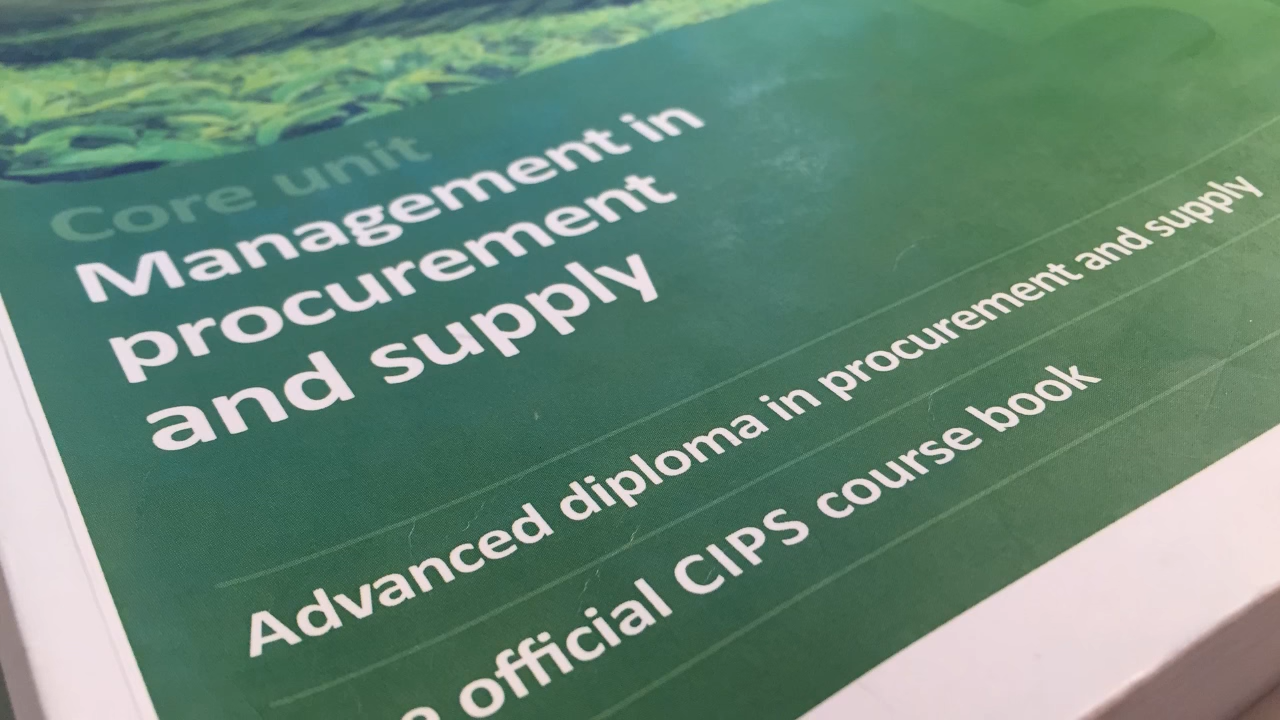 Core unit
Management in
procurement
and supply
Advanced diploma in procurement and supply
official CIPS course book